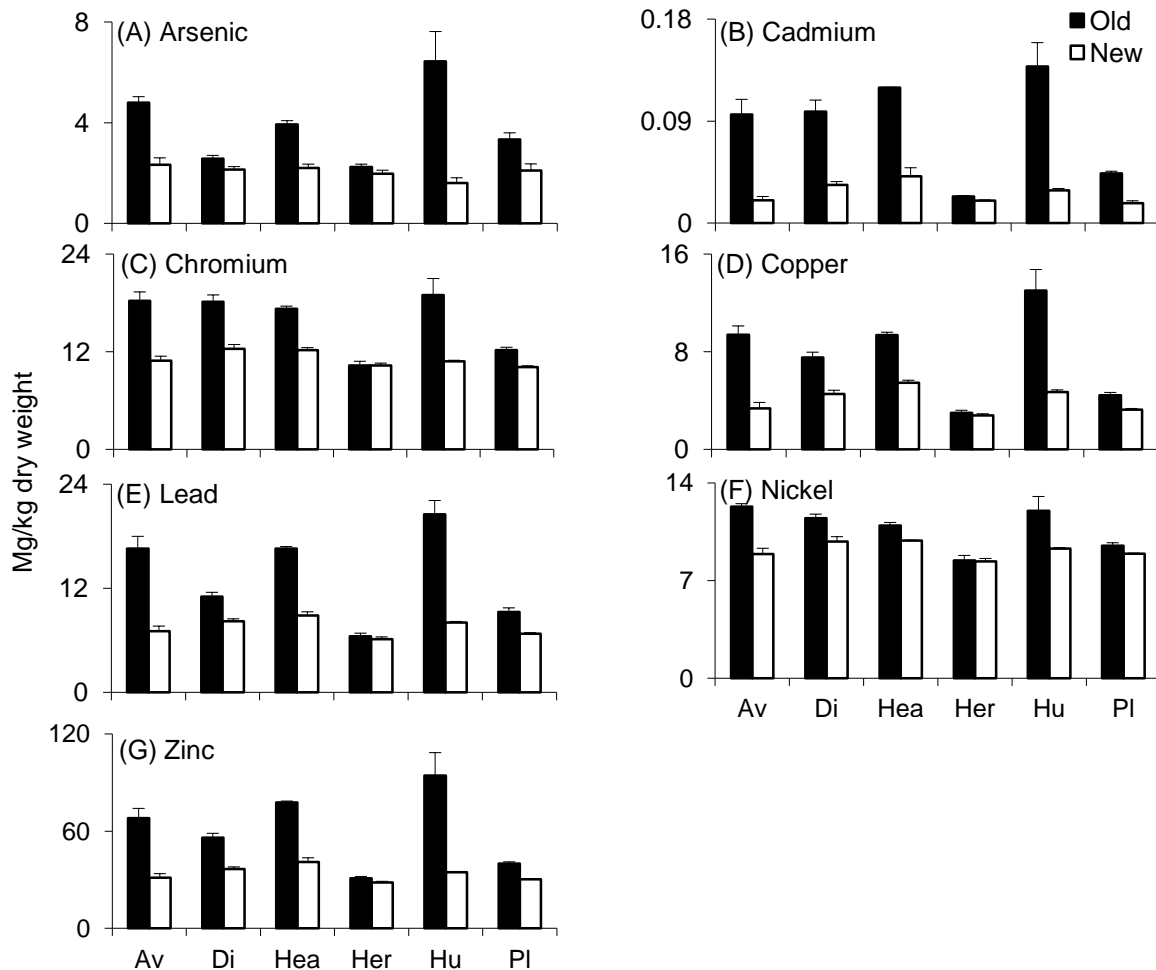 (A) Arsenic
8
4
0
(B) Cadmium
Old
New
0.18
0.09
0
(C) Chromium
24
12
0
(D) Copper
16
8
0
Mg/kg dry weight
(E) Lead
24
12
0
(F) Nickel
14
7
0
Av Di Hea Her Hu Pl
(G) Zinc
120
60
0
Av Di Hea Her Hu Pl